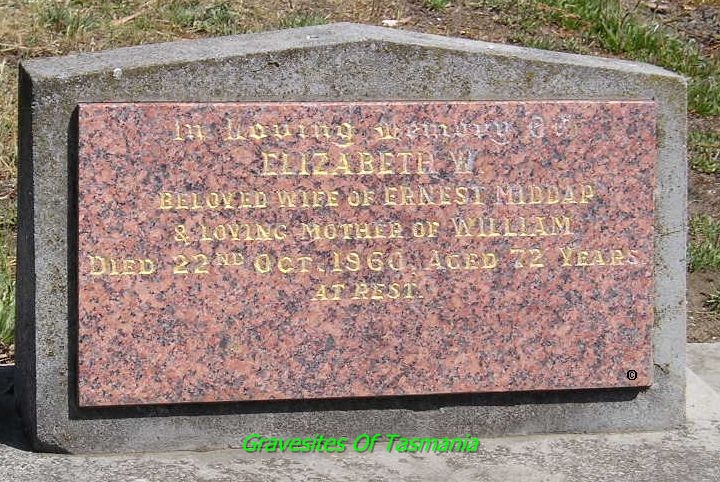 In Loving Memory Of
ELIZABETH W.
BELOVED WIFE OF ERNEST MIDDAP
& LOVING MOTHER OF WILLIAM
DIED 22ND OCT. 1960, AGED 72 YEARS
AT REST.
Gravesites Of Tasmania